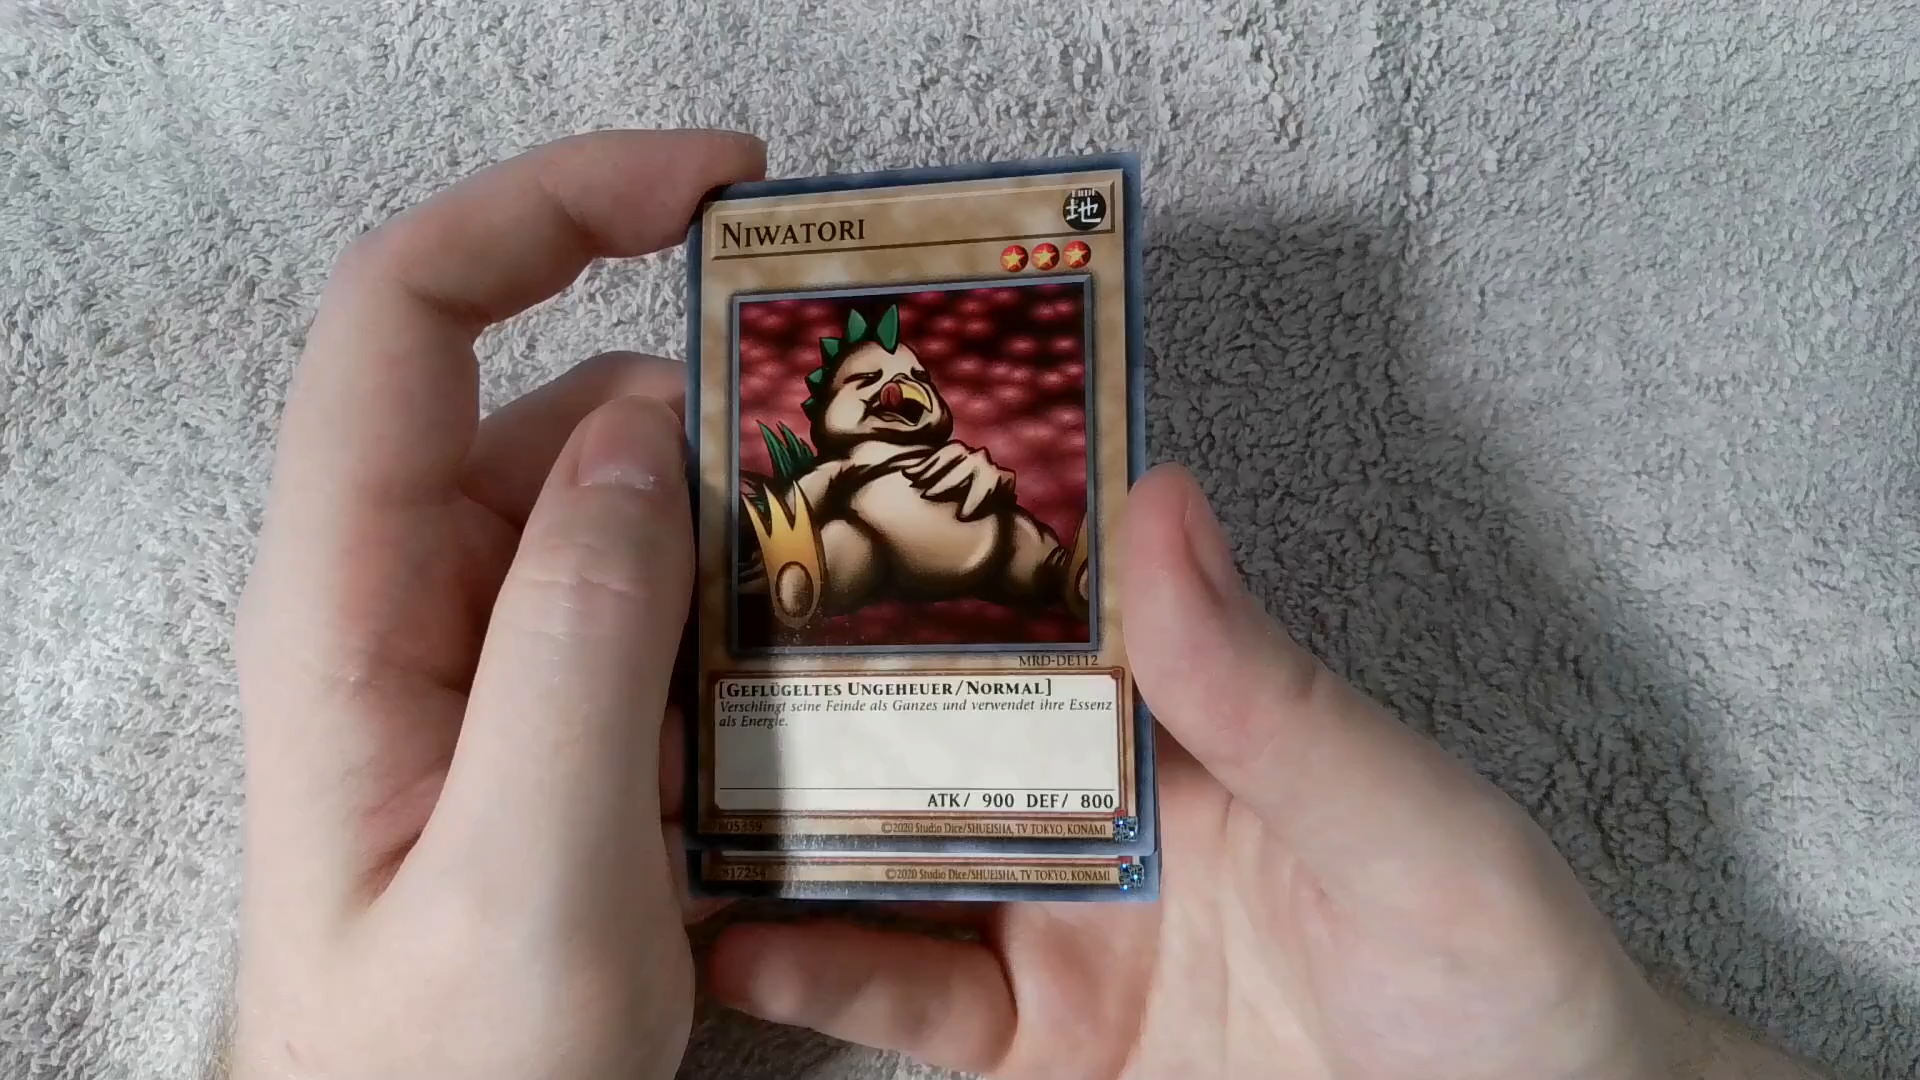 NIWATORI
ERDE
地
MRD-DE112
[GEFLÜGELTES UNGEHEUER/NORMAL]
Verschlingt seine Feinde als Ganzes und verwendet ihre Essenz
als Energie.
ATK/ 900 DEF/ 800
©2020 Studio Dice/SHUEISHA, TV TOKYO, KONAMI
©2020 Studio Dice/SHUEISHA, TV TOKYO, KONAMI